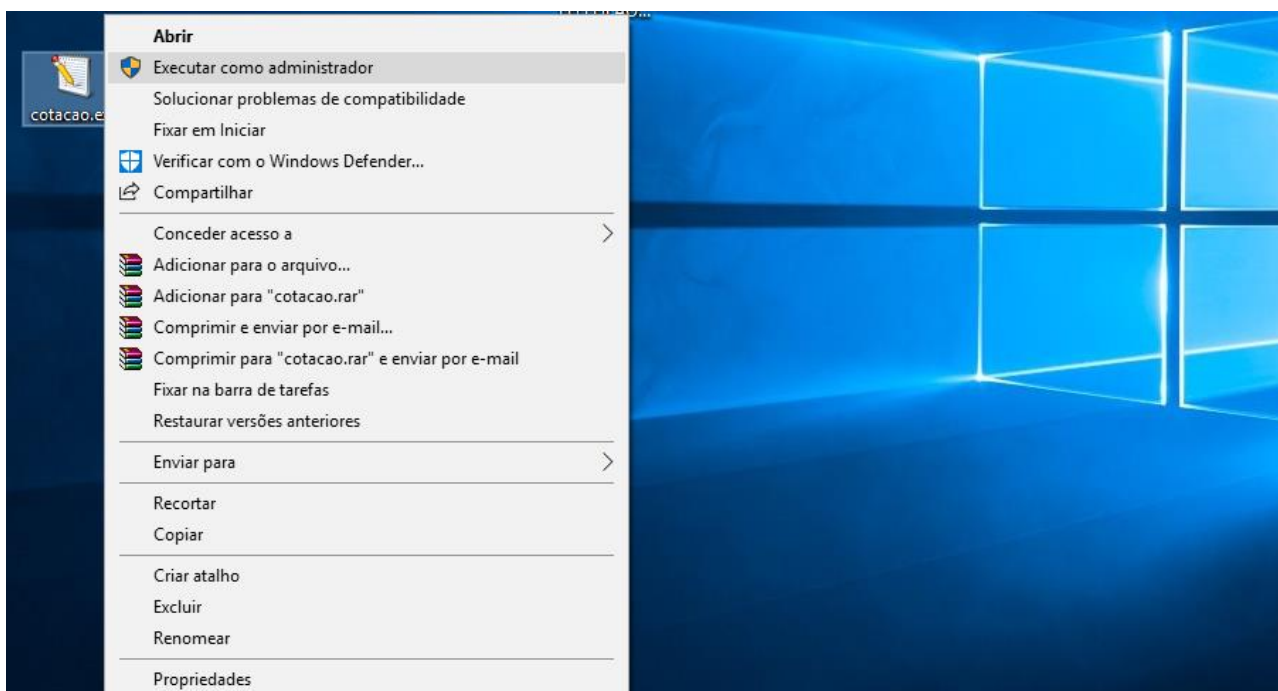 Abrir
Executar como administrador
Solucionar problemas de compatibilidade
Fixar em Iniciar
Verificar com o Windows Defender...
Compartilhar
Conceder acesso a
Adicionar para o arquivo...
Adicionar para "cotacao.rar"
Comprimir e enviar por e-mail...
Comprimir para "cotacao.rar" e enviar por e-mail
Fixar na barra de tarefas
Restaurar versões anteriores
Enviar para
Recortar
Copiar
Criar atalho
Excluir
Renomear
Propriedades
cotacao.e